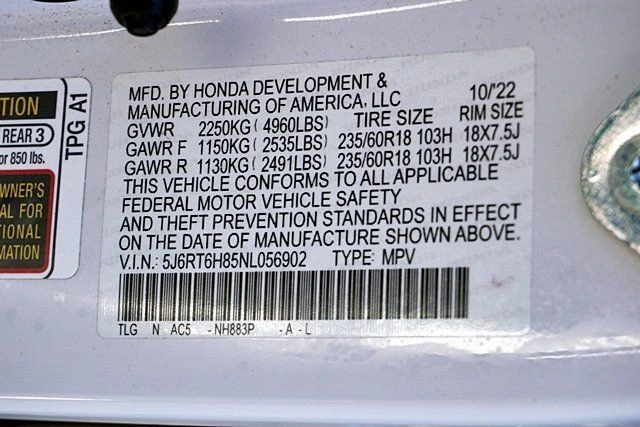 TION
REAR 3
or 850 lbs.
WNER'S
AL FOR
TIONAL
MATION
TPG A1
MFD. BY HONDA DEVELOPMENT & 10/'22
MANUFACTURING OF AMERICA, LLC
TIRE SIZE RIM SIZE
GVWR 2250KG ( 4960LBS)
GAWR F 1150KG ( 2535LBS) 235/60R18 103H 18X7.5J
GAWR R 1130KG ( 2491LBS) 235/60R18 103H 18X7.5J
THIS VEHICLE CONFORMS TO ALL APPLICABLE
FEDERAL MOTOR VEHICLE SAFETY
AND THEFT PREVENTION STANDARDS IN EFFECT
ON THE DATE OF MANUFACTURE SHOWN ABOVE.
V.I.N.: 5J6RT6H85NL056902 TYPE: MPV
TLG N - AC5 - NH883P - A - L